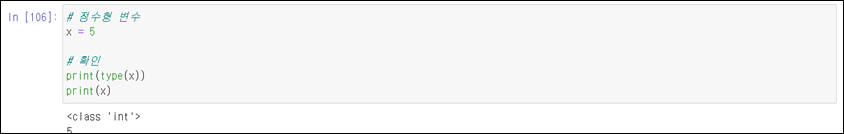 In [106]: # 정수형 변수
x = 5
# 확인
print(type(x))
print(x)
<class 'int'>
5